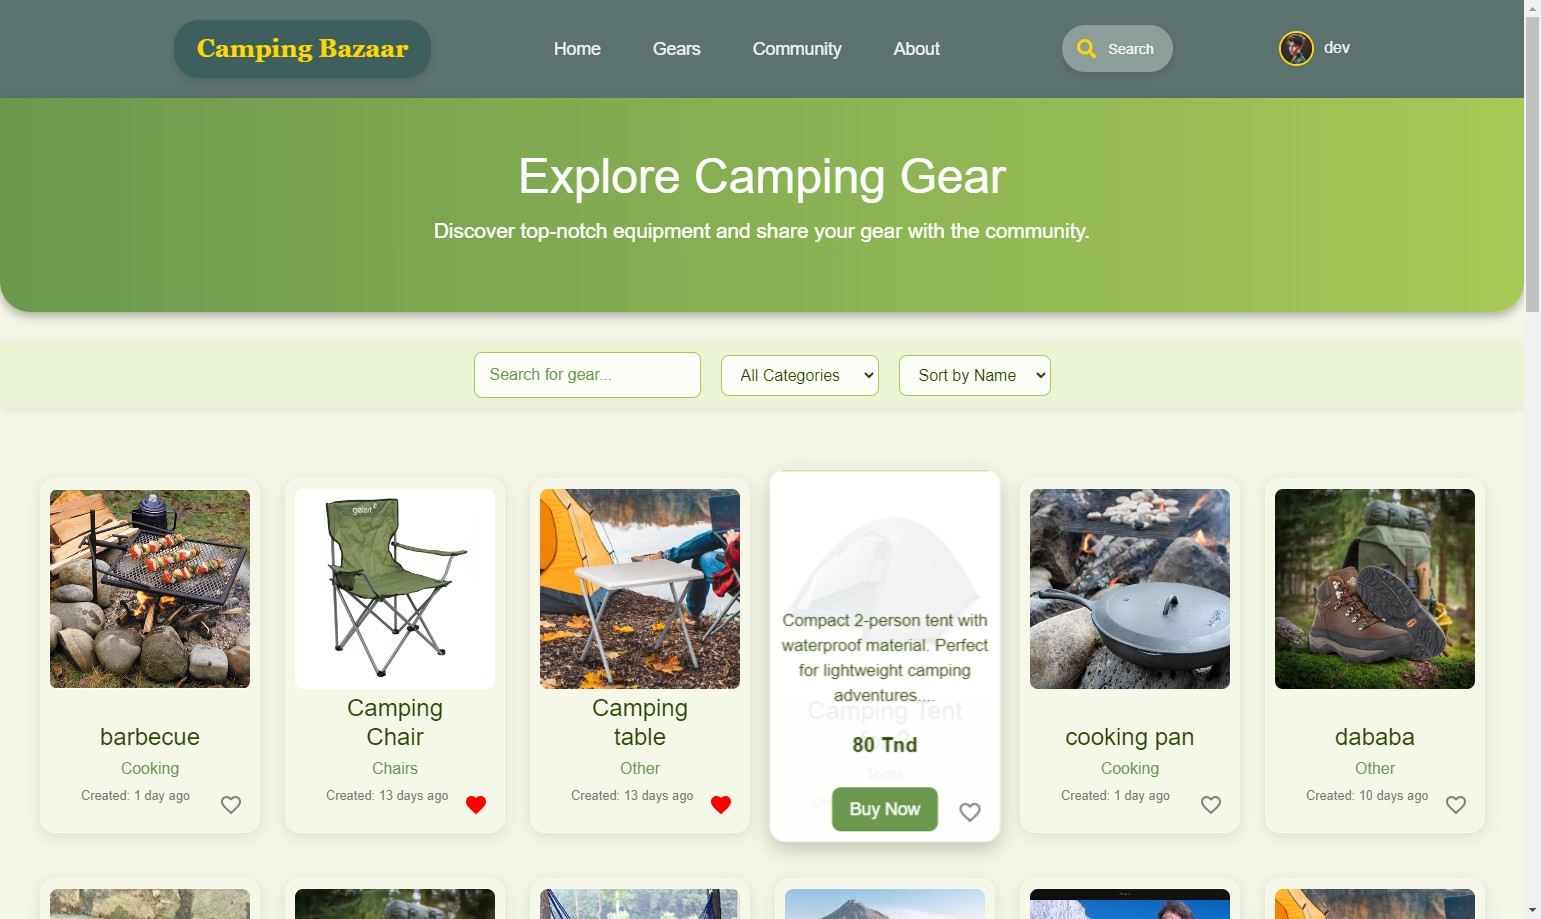 Camping Bazaar
Home
Gears
Community
About
Search
dev
Explore Camping Gear
Discover top-notch equipment and share your gear with the community.
Search for gear...
All Categories
Sort by Name
barbecue
Cooking
Created: 1 day ago
gelert
Camping
Chair
Chairs
Created: 13 days ago
Camping
table
Other
Created: 13 days ago
Compact 2-person tent with
waterproof material. Perfect
for lightweight camping
adventures....
Camping Tent
80 Tnd
Tents
Buy Now
cooking pan
Cooking
Created: 1 day ago
dababa
Other
Created: 10 days ago